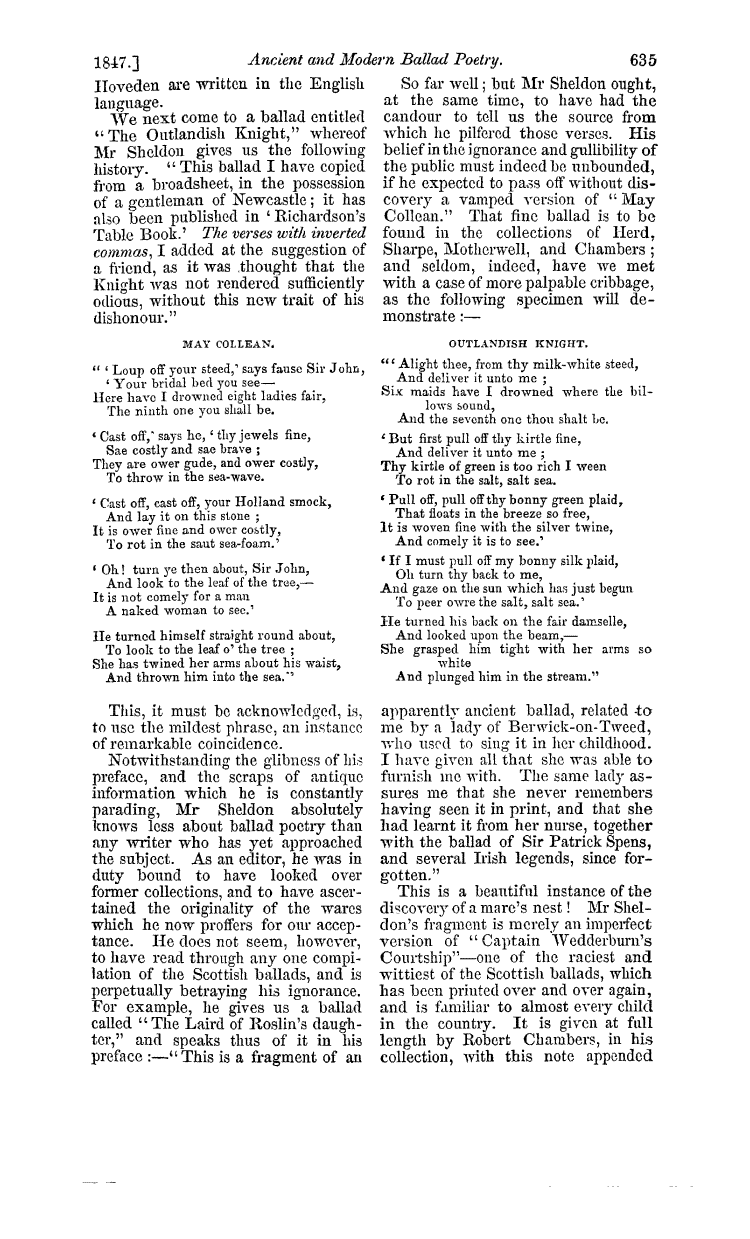 1847.] Ancient and Modern Ballad Poetry. 635
Hoveden are written in the English
language.
We next come to a ballad entitled
“The Outlandish Knight,” whereof
Mr Sheldon gives us the following
history. “This ballad I have copied
from a broadsheet, in the possession
of a gentleman of Newcastle; it has
also been published in ‘Richardson’s
Table Book.’ The verses with inverted
commas, I added at the suggestion of
a friend, as it was thought that the
Knight was not rendered sufficiently
odious, without this new trait of his
dishonour.”
MAY COLLEAN.
“‘Loup off your steed,’ says fause Sir John,
‘Your bridal bed you see—
Here have I drowned eight ladies fair,
The ninth one you shall be.
‘Cast off,’ says he, ‘thy jewels fine,
Sae costly and sae brave;
They are ower gude, and ower costly,
To throw in the sea-wave.
‘Cast off, cast off, your Holland smock,
And lay it on this stone;
It is ower fine and ower costly,
To rot in the saut sea-foam.’
‘Oh! turn ye then about, Sir John,
And look to the leaf of the tree,—
It is not comely for a man
A naked woman to see.’
He turned himself straight round about,
To look to the leaf o’ the tree;
She has twined her arms about his waist,
And thrown him into the sea.”
This, it must be acknowledged, is,
to use the mildest phrase, an instance
of remarkable coincidence.
Notwithstanding the glibness of his
preface, and the scraps of antique
information which he is constantly
parading, Mr Sheldon absolutely
knows less about ballad poetry than
any writer who has yet approached
the subject. As an editor, he was in
duty bound to have looked over
former collections, and to have ascer-
tained the originality of the wares
which he now proffers for our accep-
tance. He does not seem, however,
to have read through any one compi-
lation of the Scottish ballads, and is
perpetually betraying his ignorance.
For example, he gives us a ballad
called “The Laird of Roslin’s daugh-
ter,” and speaks thus of it in his
preface:—“This is a fragment of an
So far well; but Mr Sheldon ought,
at the same time, to have had the
candour to tell us the source from
which he pilfered those verses. His
belief in the ignorance and gullibility of
the public must indeed be unbounded,
if he expected to pass off without dis-
covery a vamped version of “May
Collean.” That fine ballad is to be
found in the collections of Herd,
Sharpe, Motherwell, and Chambers;
and seldom, indeed, have we met
with a case of more palpable cribbage,
as the following specimen will de-
monstrate:—
OUTLANDISH KNIGHT.
“‘Alight thee, from thy milk-white steed,
And deliver it unto me;
Six maids have I drowned where the bil-
lows sound,
And the seventh one thou shalt be.
‘But first pull off thy kirtle fine,
And deliver it unto me;
Thy kirtle of green is too rich I ween
To rot in the salt, salt sea.
‘Pull off, pull off thy bonny green plaid,
That floats in the breeze so free,
It is woven fine with the silver twine,
And comely it is to see.’
‘If I must pull off my bonny silk plaid,
Oh turn thy back to me,
And gaze on the sun which has just begun
To peer owre the salt, salt sea.’
He turned his back on the fair damselle,
And looked upon the beam,—
She grasped him tight with her arms so
white
And plunged him in the stream.”
apparently ancient ballad, related to
me by a lady of Berwick-on-Tweed,
who used to sing it in her childhood.
I have given all that she was able to
furnish me with. The same lady as-
sures me that she never remembers
having seen it in print, and that she
had learnt it from her nurse, together
with the ballad of Sir Patrick Spens,
and several Irish legends, since for-
gotten.”
This is a beautiful instance of the
discovery of a mare’s nest! Mr Shel-
don’s fragment is merely an imperfect
version of “Captain Wedderburn’s
Courtship”—one of the raciest and
wittiest of the Scottish ballads, which
has been printed over and over again,
and is familiar to almost every child
in the country. It is given at full
length by Robert Chambers, in his
collection, with this note appended